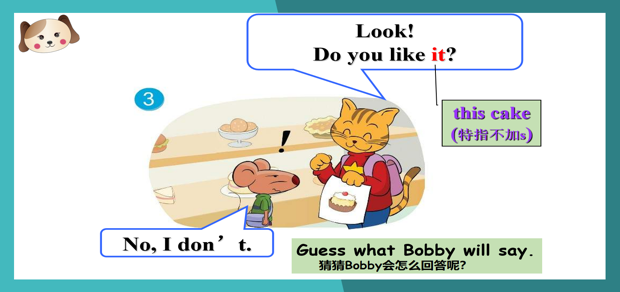 Look!
Do you like it?
3
this cake
(特指不加s)
!
No, I don’t.
Guess what Bobby will say.
猜猜Bobby会怎么回答呢?